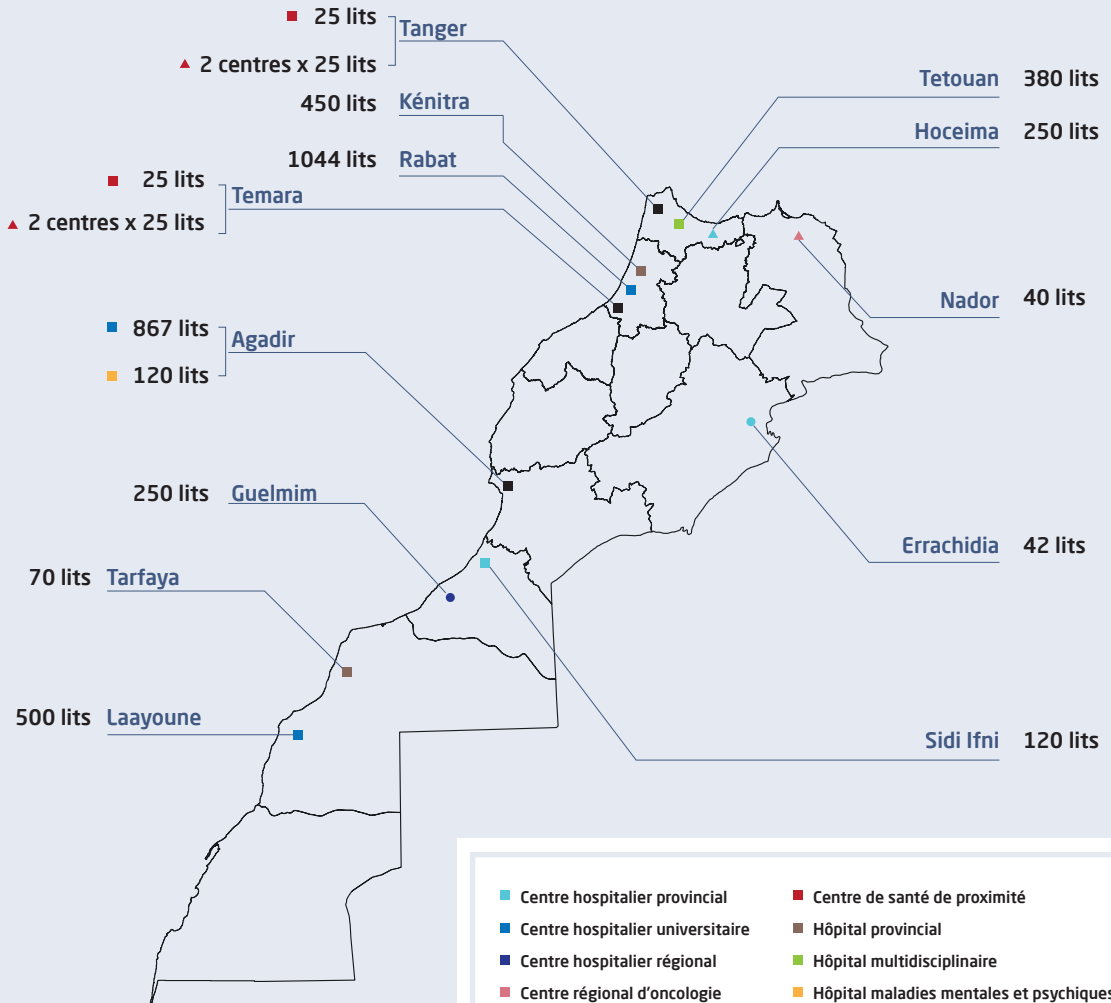 25 lits
Tanger
2 centres x 25 lits
Tetouan 380 lits
450 lits Kénitra
Hoceima 250 lits
1044 lits Rabat
25 lits
Temara
2 centres x 25 lits
Nador 40 lits
867 lits
Agadir
120 lits
250 lits Guelmim
Errachidia 42 lits
70 lits Tarfaya
500 lits Laayoune
Sidi Ifni 120 lits
Centre hospitalier provincial
Centre hospitalier universitaire
Centre hospitalier régional
Centre régional d'oncologie
Centre de santé de proximité
Hôpital provincial
Hôpital multidisciplinaire
Hôpital maladies mentales et psychiques